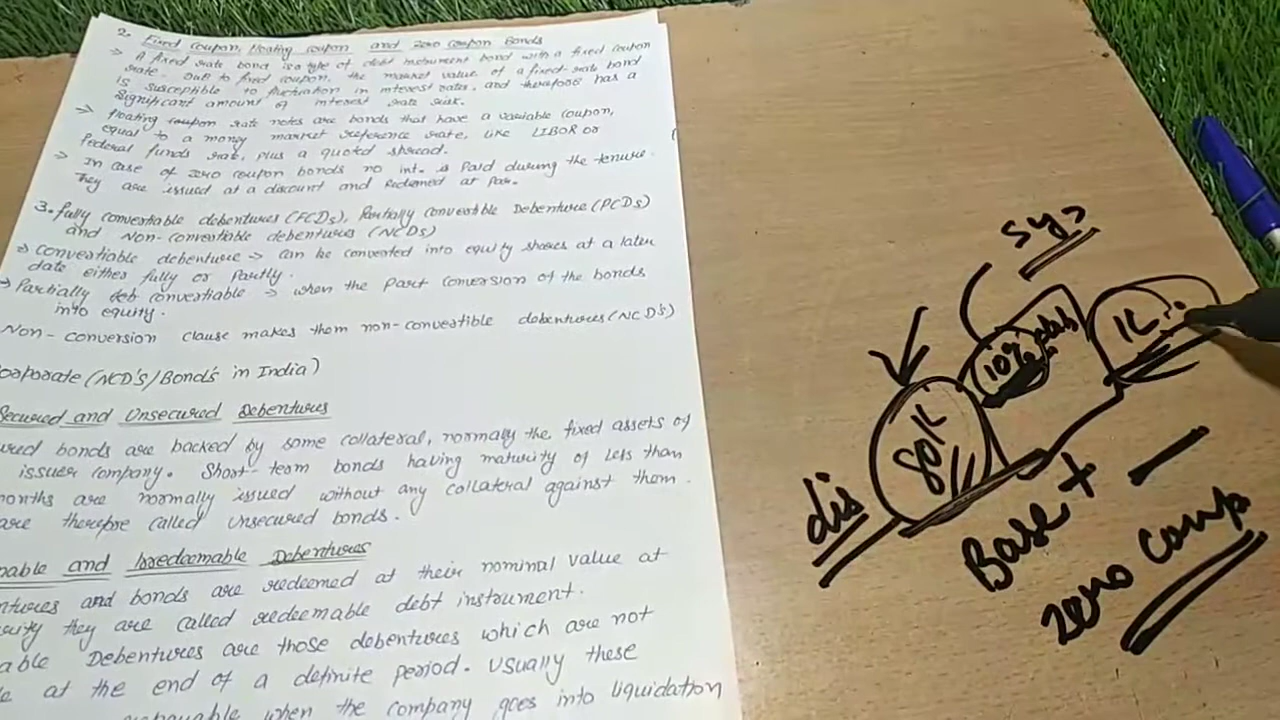 2. Fixed Coupon, floating coupon and zero coupon Bonds
→ A fixed rate bond is a type of debt instrument bond with a fixed coupon
rate. Due to fixed coupon, the market value of a fixed-rate bond
is susceptible to fluctuation in interest rates, and therefore has a
significant amount of interest rate risk.
→ floating coupon rate notes are bonds that have a variable coupon,
equal to a money market reference rate, like LIBOR or
federal funds rate, plus a quoted spread.
→ In case of zero coupon bonds no int. is paid during the tenure.
They are issued at a discount and redeemed at par.
3. fully convertiable debentures (FCDs), Partially convertable Debenture (PCDs)
and Non-convertiable debentures (NCDs)
→ convertiable debenture → can be converted into equity shares at a later
date either fully or partly.
→ Partially deb convertiable → when the part conversion of the bonds
into equity.
Non-conversion clause makes them non-convertible debentures (NCD's)
orporate (NCD's/Bond's in India)
Secured and Unsecured Debentures
ured bonds are backed by some collateral, normally the fixed assets of
issuer company. Short-term bonds having maturity of less than
months are normally issued without any collateral against them.
are therefore called unsecured bonds.
mable and Irredeemable Debentures
ntures and bonds are redeemed at their nominal value at
urity they are called redeemable debt instrument.
able Debentures are those debentures which are not
le at the end of a definite period. Usually these
when the company goes into liquidation
5y
10%
1L
80K
dis
Base + —
zero coup